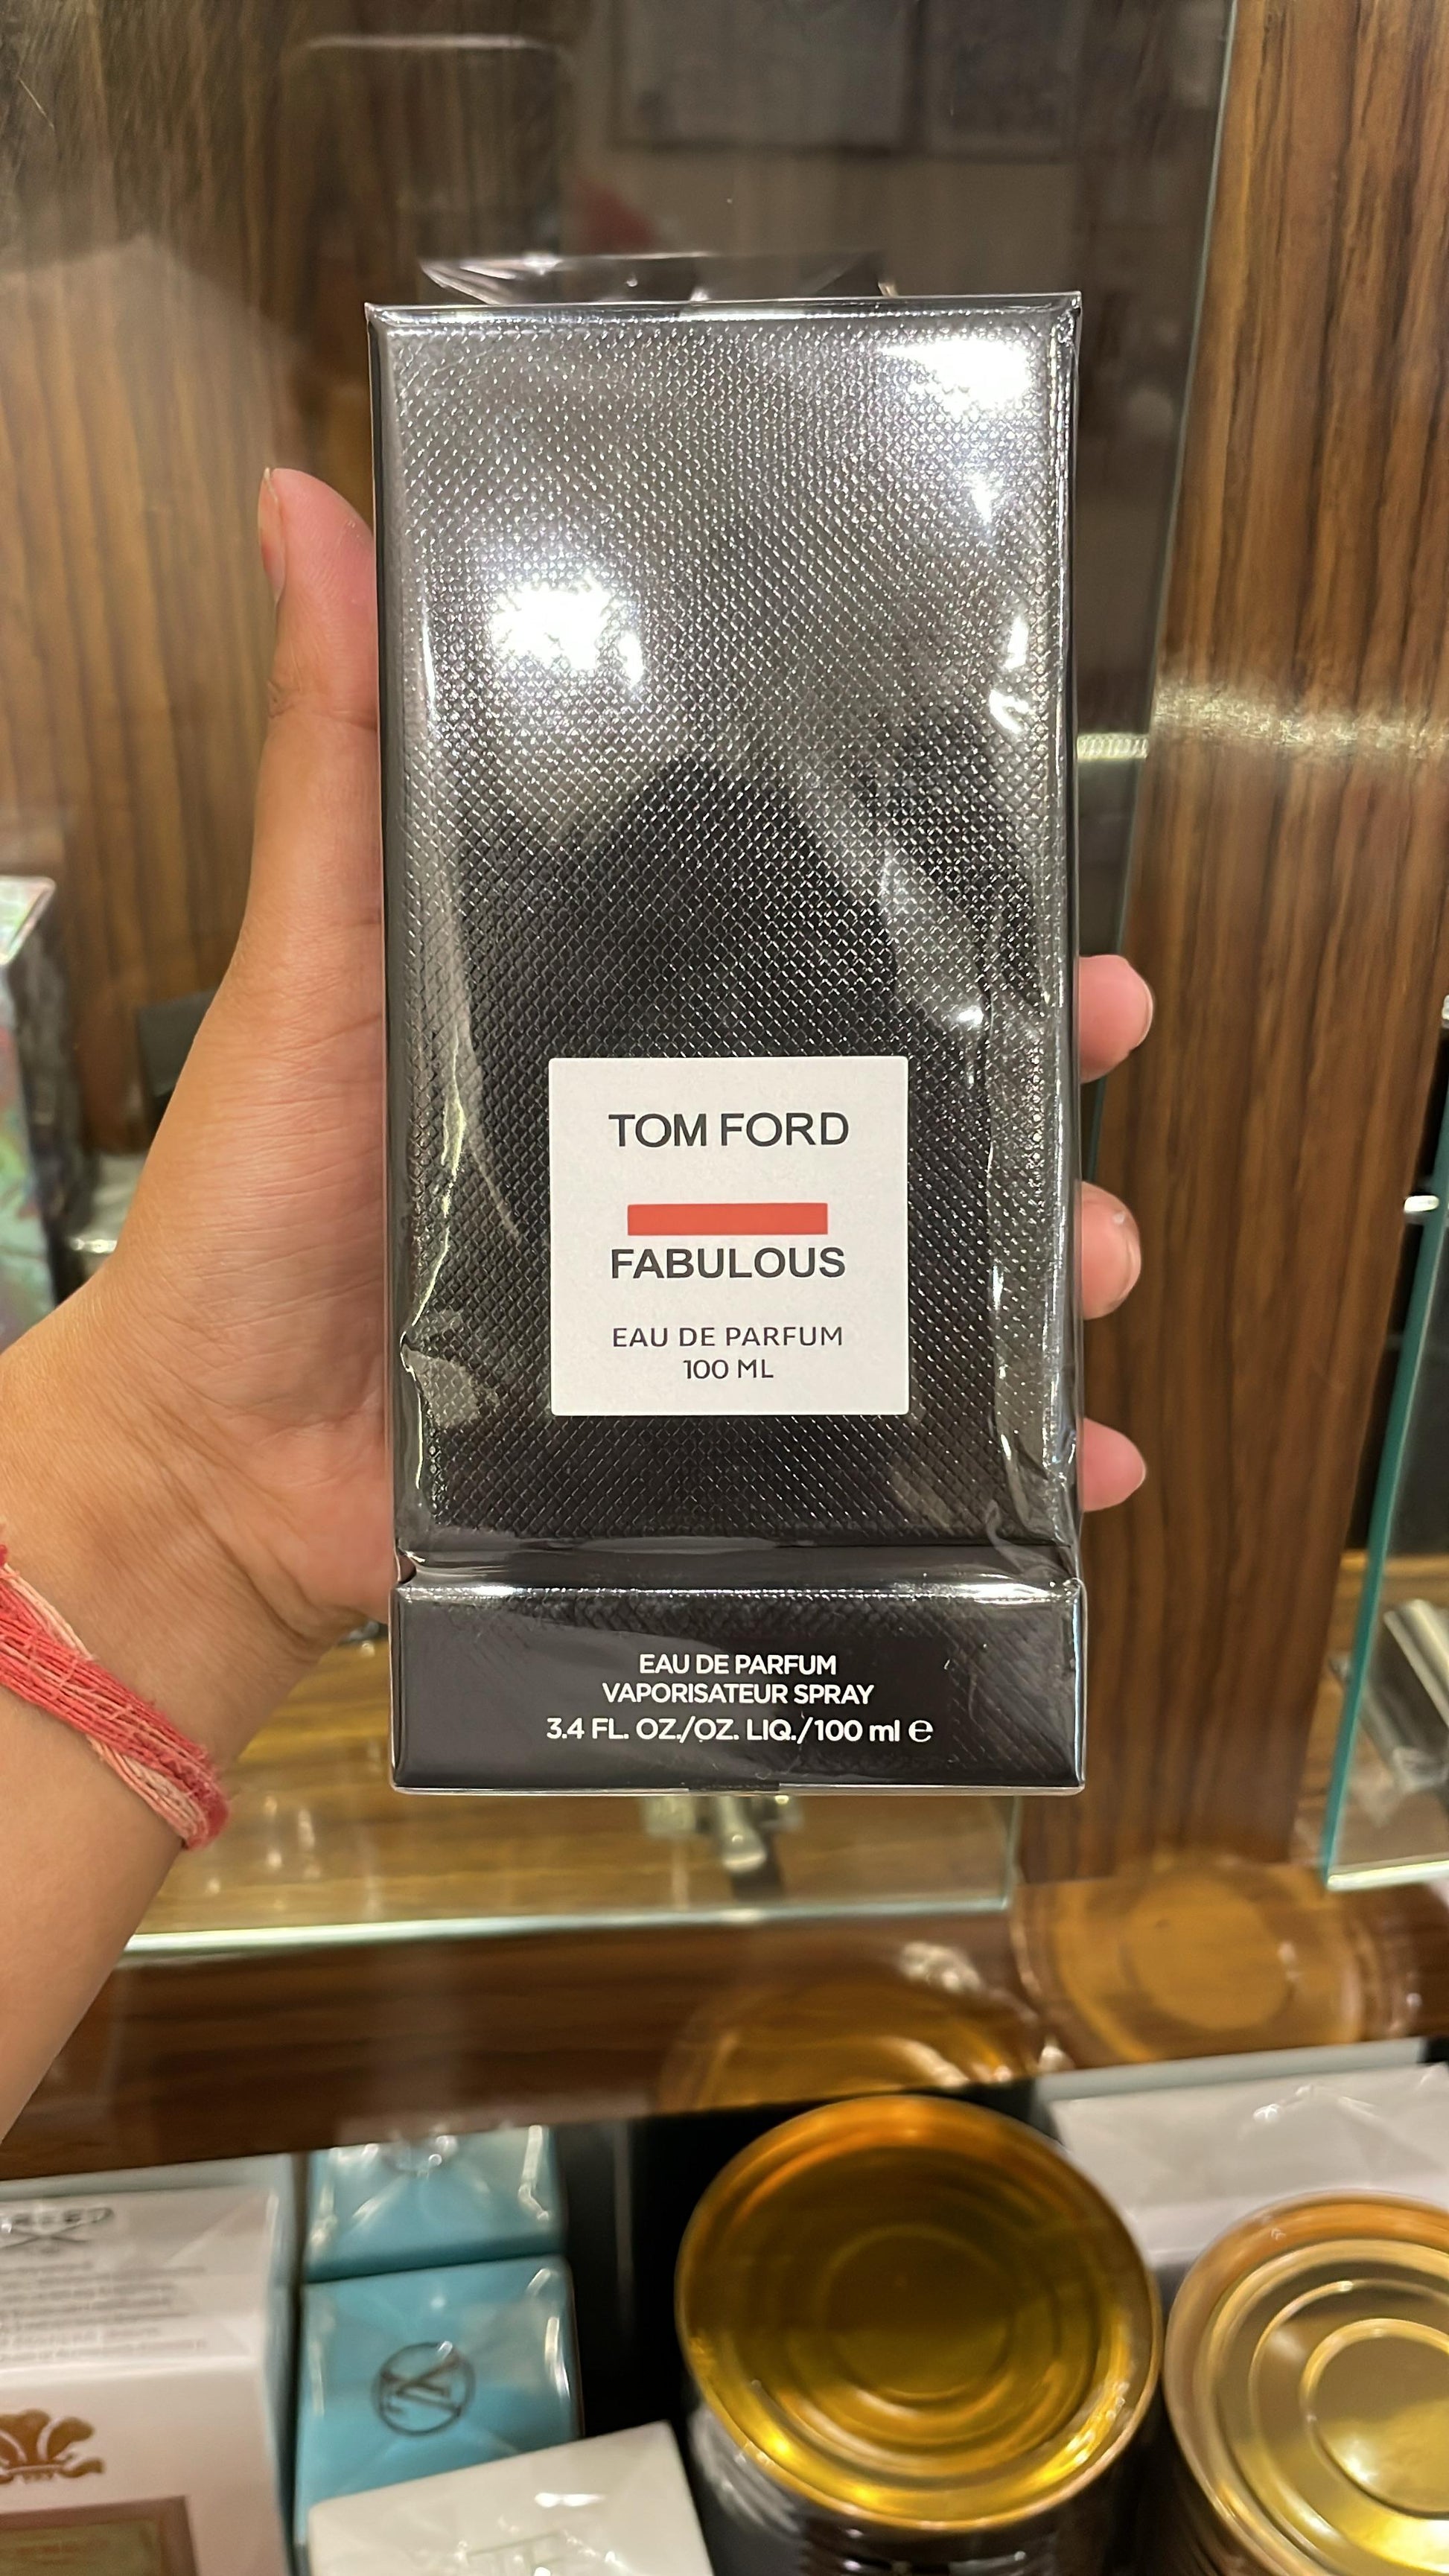 TOM FORD
FABULOUS
EAU DE PARFUM
100 ML
EAU DE PARFUM
VAPORISATEUR SPRAY
3.4 FL. OZ./OZ. LIQ./100 ml ℮